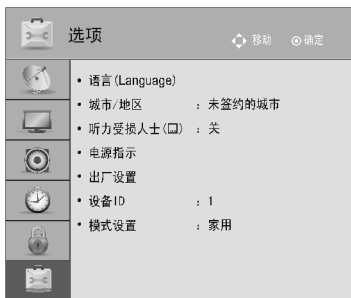 选项
移动 ⊙确定
• 语言(Language)
• 城市/地区 : 未签约的城市
• 听力受损人士(▭) : 关
• 电源指示
• 出厂设置
• 设备ID : 1
• 模式设置 : 家用